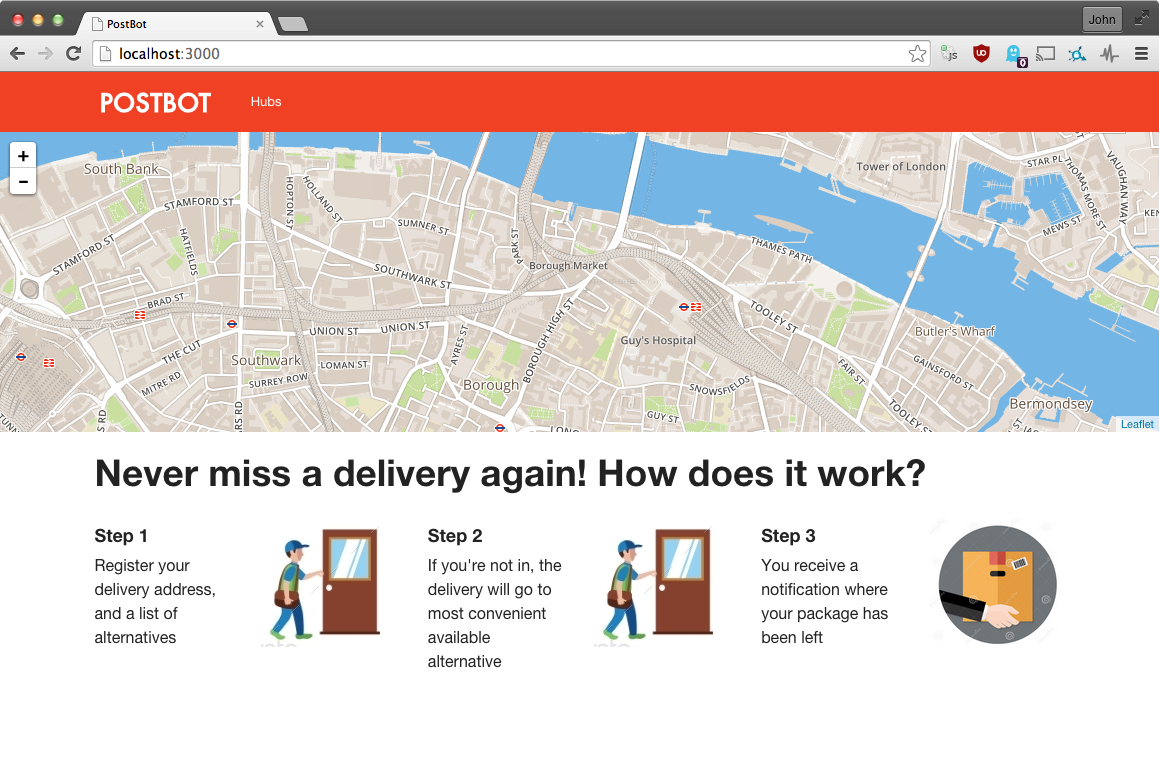 PostBot
John
localhost:3000
JS
0
POSTBOT
Hubs
+
−
South Bank
Tower of London
STAR PL
THOMAS MORE ST
VAUGHAN WAY
MEWS ST
HOPTON ST
HOLLAND ST
STAMFORD ST
SUMNER ST
HATFIELDS
PARK ST
STAMFORD ST
THAMES PATH
Borough Market
SOUTHWARK ST
BRAD ST
UNION ST
UNION ST
TOOLEY ST
Butler's Wharf
THE CUT
AYRES ST
BOROUGH HIGH ST
Guy's Hospital
Southwark
LOMAN ST
GAINSFORD ST
FAIR ST
MITRE RD
SURREY ROW
Borough
SNOWSFIELDS
TOOLEY ST
Bermondsey
GUY ST
Leaflet
Never miss a delivery again! How does it work?
Step 1
Register your
delivery address,
and a list of
alternatives
Step 2
If you're not in, the
delivery will go to
most convenient
available
alternative
Step 3
You receive a
notification where
your package has
been left